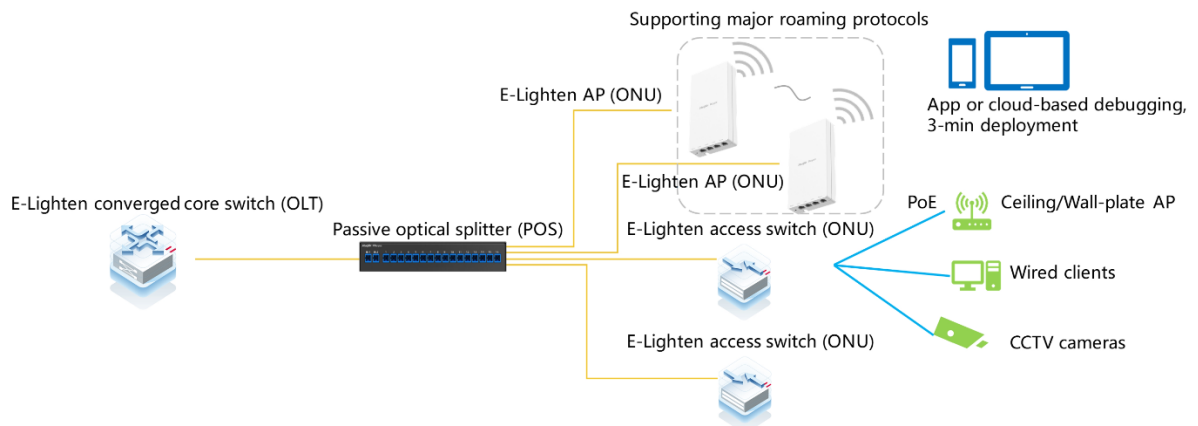 Supporting major roaming protocols
E-Lighten AP (ONU)
App or cloud-based debugging,
3-min deployment
E-Lighten AP (ONU)
E-Lighten converged core switch (OLT)
Passive optical splitter (POS)
E-Lighten access switch (ONU)
PoE
Ceiling/Wall-plate AP
Wired clients
E-Lighten access switch (ONU)
CCTV cameras